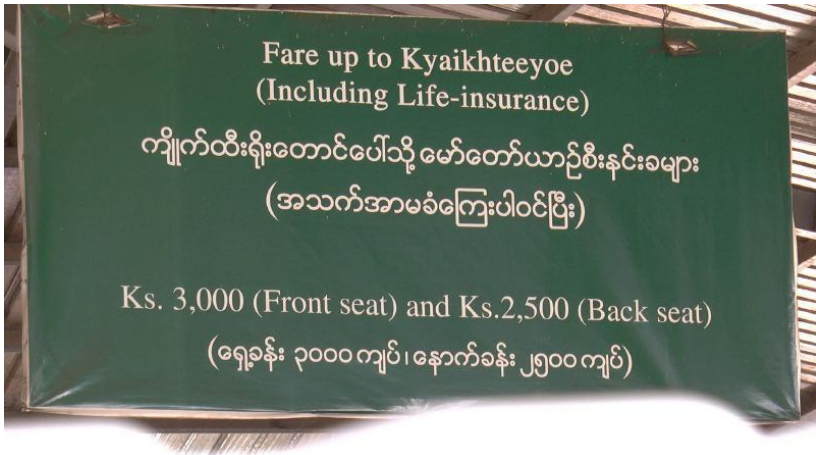 Fare up to Kyaikhteeyoe
(Including Life-insurance)
ကျိုက်ထီးရိုးတောင်ပေါ်သို့ မော်တော်ယာဉ်စီးနင်းခများ
(အသက်အာမခံကြေးပါဝင်ပြီး)
Ks. 3,000 (Front seat) and Ks.2,500 (Back seat)
(ရှေ့ခန်း ၃၀၀၀ ကျပ်၊ နောက်ခန်း ၂၅၀၀ ကျပ်)